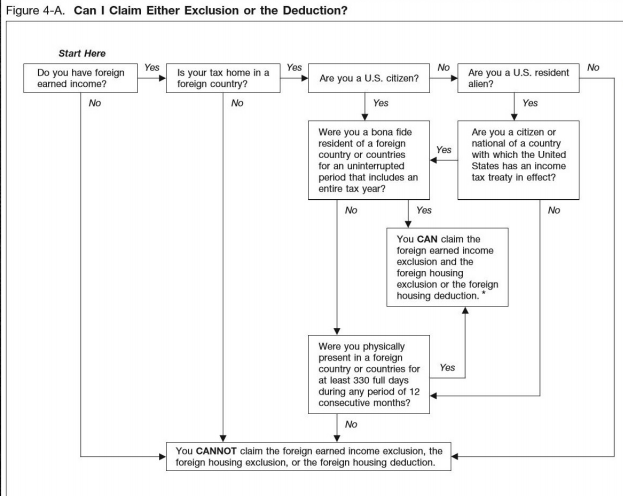 Figure 4-A. Can I Claim Either Exclusion or the Deduction?
Start Here
Do you have foreign
earned income?
Yes
Is your tax home in a
foreign country?
Yes
Are you a U.S. citizen?
No
Are you a U.S. resident
alien?
No
No
No
Yes
Yes
Were you a bona fide
resident of a foreign
country or countries
for an uninterrupted
period that includes an
entire tax year?
Yes
Are you a citizen or
national of a country
with which the United
States has an income
tax treaty in effect?
No
Yes
No
You CAN claim the
foreign earned income
exclusion and the
foreign housing
exclusion or the foreign
housing deduction. *
Were you physically
present in a foreign
country or countries for
at least 330 full days
during any period of 12
consecutive months?
Yes
No
You CANNOT claim the foreign earned income exclusion, the
foreign housing exclusion, or the foreign housing deduction.